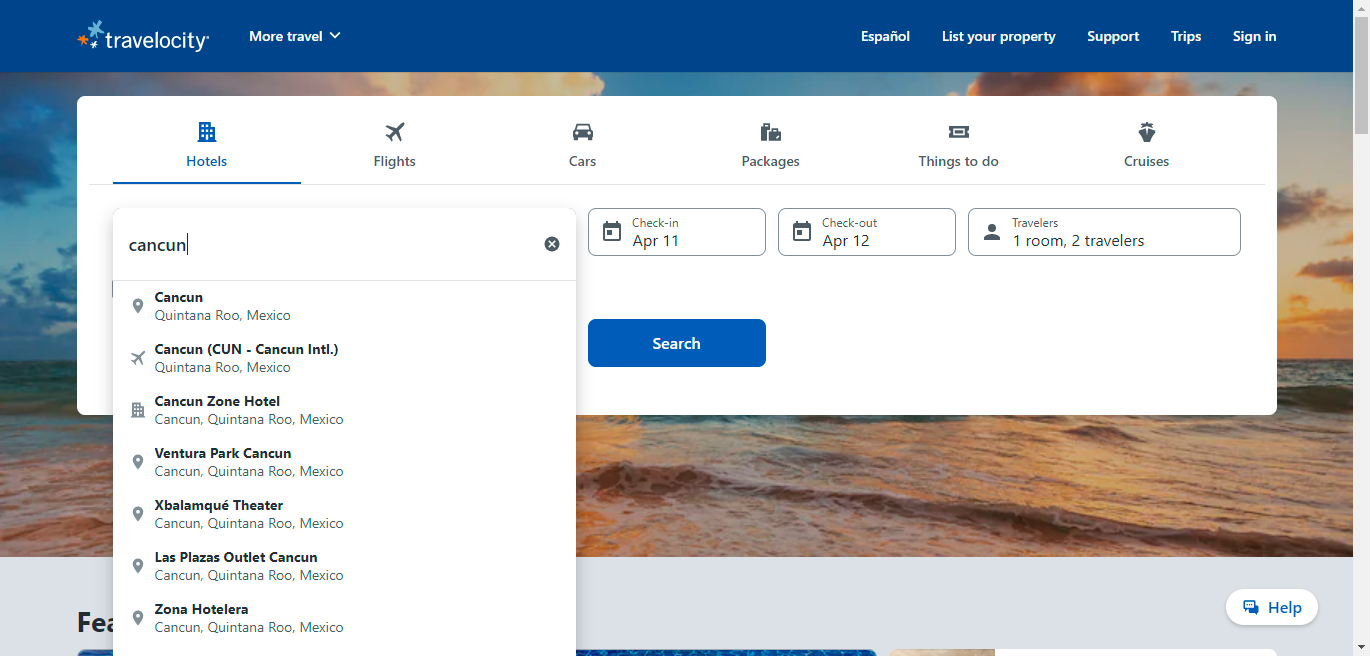 travelocity
More travel
Español
List your property
Support
Trips
Sign in
Hotels
Flights
Cars
Packages
Things to do
Cruises
cancun
Check-in
Apr 11
Check-out
Apr 12
Travelers
1 room, 2 travelers
Cancun
Quintana Roo, Mexico
Cancun (CUN - Cancun Intl.)
Quintana Roo, Mexico
Cancun Zone Hotel
Cancun, Quintana Roo, Mexico
Ventura Park Cancun
Cancun, Quintana Roo, Mexico
Xbalamqué Theater
Cancun, Quintana Roo, Mexico
Las Plazas Outlet Cancun
Cancun, Quintana Roo, Mexico
Zona Hotelera
Cancun, Quintana Roo, Mexico
Search
Help